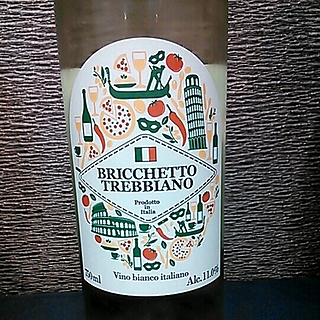 BRICCHETTO
TREBBIANO
Prodotto
in
Italia
750ml
Vino bianco italiano
Alc. 11.0%